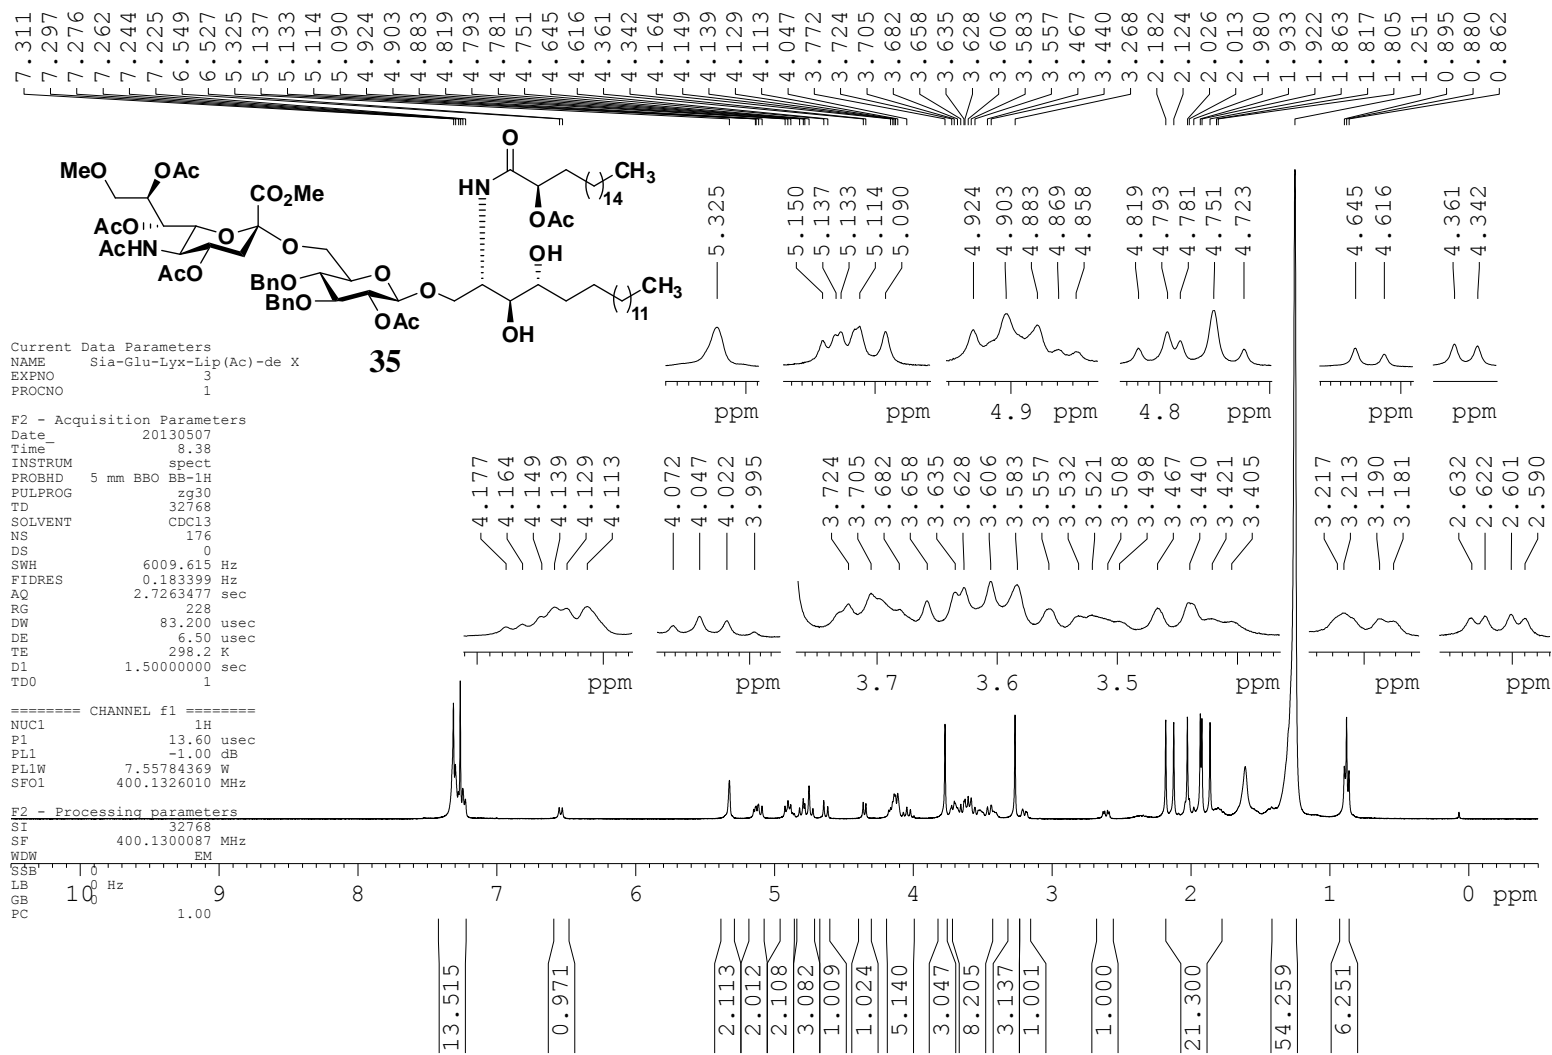 7.311 7.297 7.276 7.262 7.244 7.225 6.549 6.527 5.325 5.137 5.133 5.114 5.090 4.924 4.903 4.883 4.819 4.793 4.781 4.751 4.645 4.616 4.361 4.342 4.164 4.149 4.139 4.129 4.113 4.047 3.772 3.724 3.705 3.682 3.658 3.635 3.628 3.606 3.583 3.557 3.467 3.440 3.268 2.182 2.124 2.026 2.013 1.980 1.933 1.922 1.863 1.817 1.805 1.251 0.895 0.880 0.862
O
MeO OAc CO2Me HN CH3
14
OAc
AcO O
AcHN O OH
AcO
BnO O O CH3
BnO 11
OAc OH
35
5.325
5.150 5.137 5.133 5.114 5.090
4.924 4.903 4.883 4.869 4.858
4.819 4.793 4.781 4.751 4.723
4.645 4.616
4.361 4.342
ppm ppm 4.9 ppm 4.8 ppm ppm ppm
Current Data Parameters
NAME Sia-Glu-Lyx-Lip(Ac)-de X
EXPNO 3
PROCNO 1
F2 - Acquisition Parameters
Date_ 20130507
Time 8.38
INSTRUM spect
PROBHD 5 mm BBO BB-1H
PULPROG zg30
TD 32768
SOLVENT CDCl3
NS 176
DS 0
SWH 6009.615 Hz
FIDRES 0.183399 Hz
AQ 2.7263477 sec
RG 228
DW 83.200 usec
DE 6.50 usec
TE 298.2 K
D1 1.50000000 sec
TD0 1
======== CHANNEL f1 ========
NUC1 1H
P1 13.60 usec
PL1 -1.00 dB
PL1W 7.55784369 W
SFO1 400.1326010 MHz
F2 - Processing parameters
SI 32768
SF 400.1300087 MHz
WDW EM
SSB 0
LB 0 Hz
GB 0
PC 1.00
4.177 4.164 4.149 4.139 4.129 4.113
4.072 4.047 4.022 3.995
3.724 3.705 3.682 3.658 3.635 3.628 3.606 3.583 3.557 3.532 3.521 3.508 3.498 3.467 3.440 3.421 3.405
3.217 3.213 3.190 3.181
2.632 2.622 2.601 2.590
ppm ppm 3.7 3.6 3.5 ppm ppm ppm
10 9 8 7 6 5 4 3 2 1 0 ppm
13.515 0.971 2.113 2.012 2.108 3.082 1.009 1.024 5.140 3.047 8.205 3.137 1.001 1.000 21.300 54.259 6.251